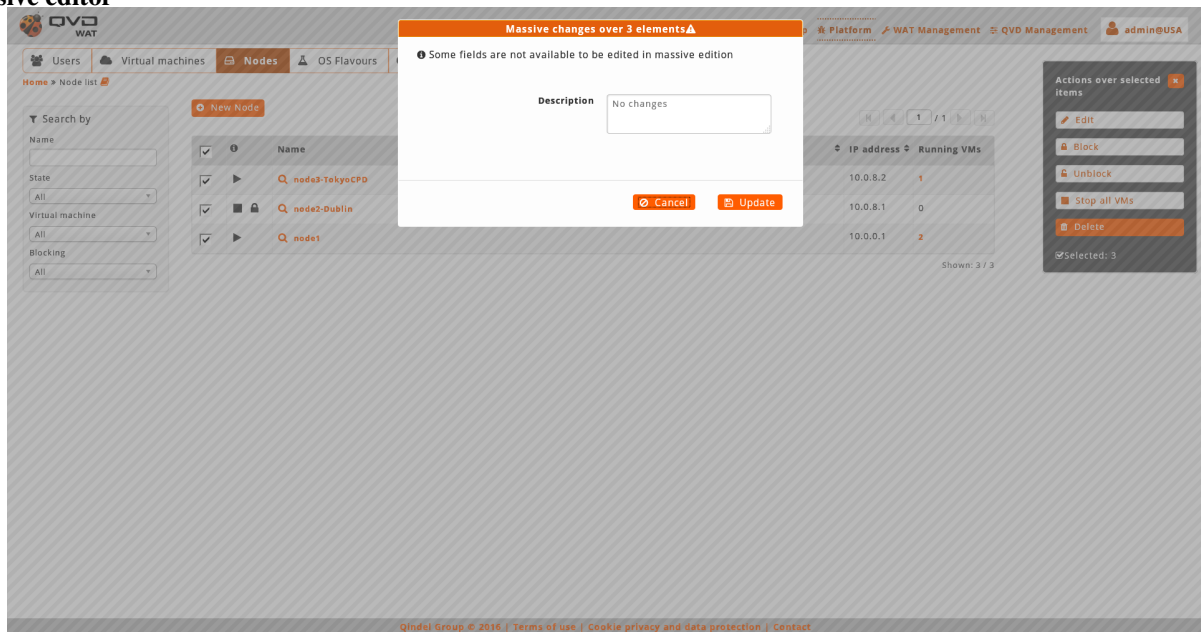 sive editor
QVD
WAT
Massive changes over 3 elements
Platform
WAT Management
QVD Management
admin@USA
Some fields are not available to be edited in massive edition
Users
Virtual machines
Nodes
OS Flavours
Home » Node list
Description
No changes
Actions over selected items
New Node
1 / 1
Search by
Edit
Name
Name
IP address
Running VMs
Block
State
node3-TokyoCPD
10.0.8.2
1
Unblock
All
Cancel
Update
Stop all VMs
Virtual machine
node2-Dublin
10.0.8.1
0
All
Delete
node1
10.0.0.1
2
Blocking
Selected: 3
All
Shown: 3 / 3
Qindel Group © 2016 | Terms of use | Cookie privacy and data protection | Contact